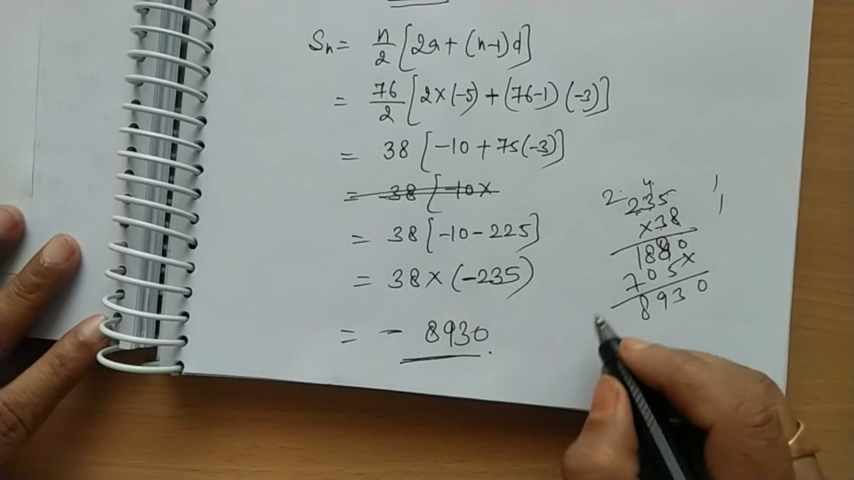 Sn = n/2 [2a + (n-1)d]
= 76/2 [2×(-5) + (76-1) (-3)]
= 38 [-10 + 75(-3)]
= 38 [-10×
= 38 [-10 - 225]
= 38 × (-235)
= - 8930
2 4
235
×38
1880
705×
8930